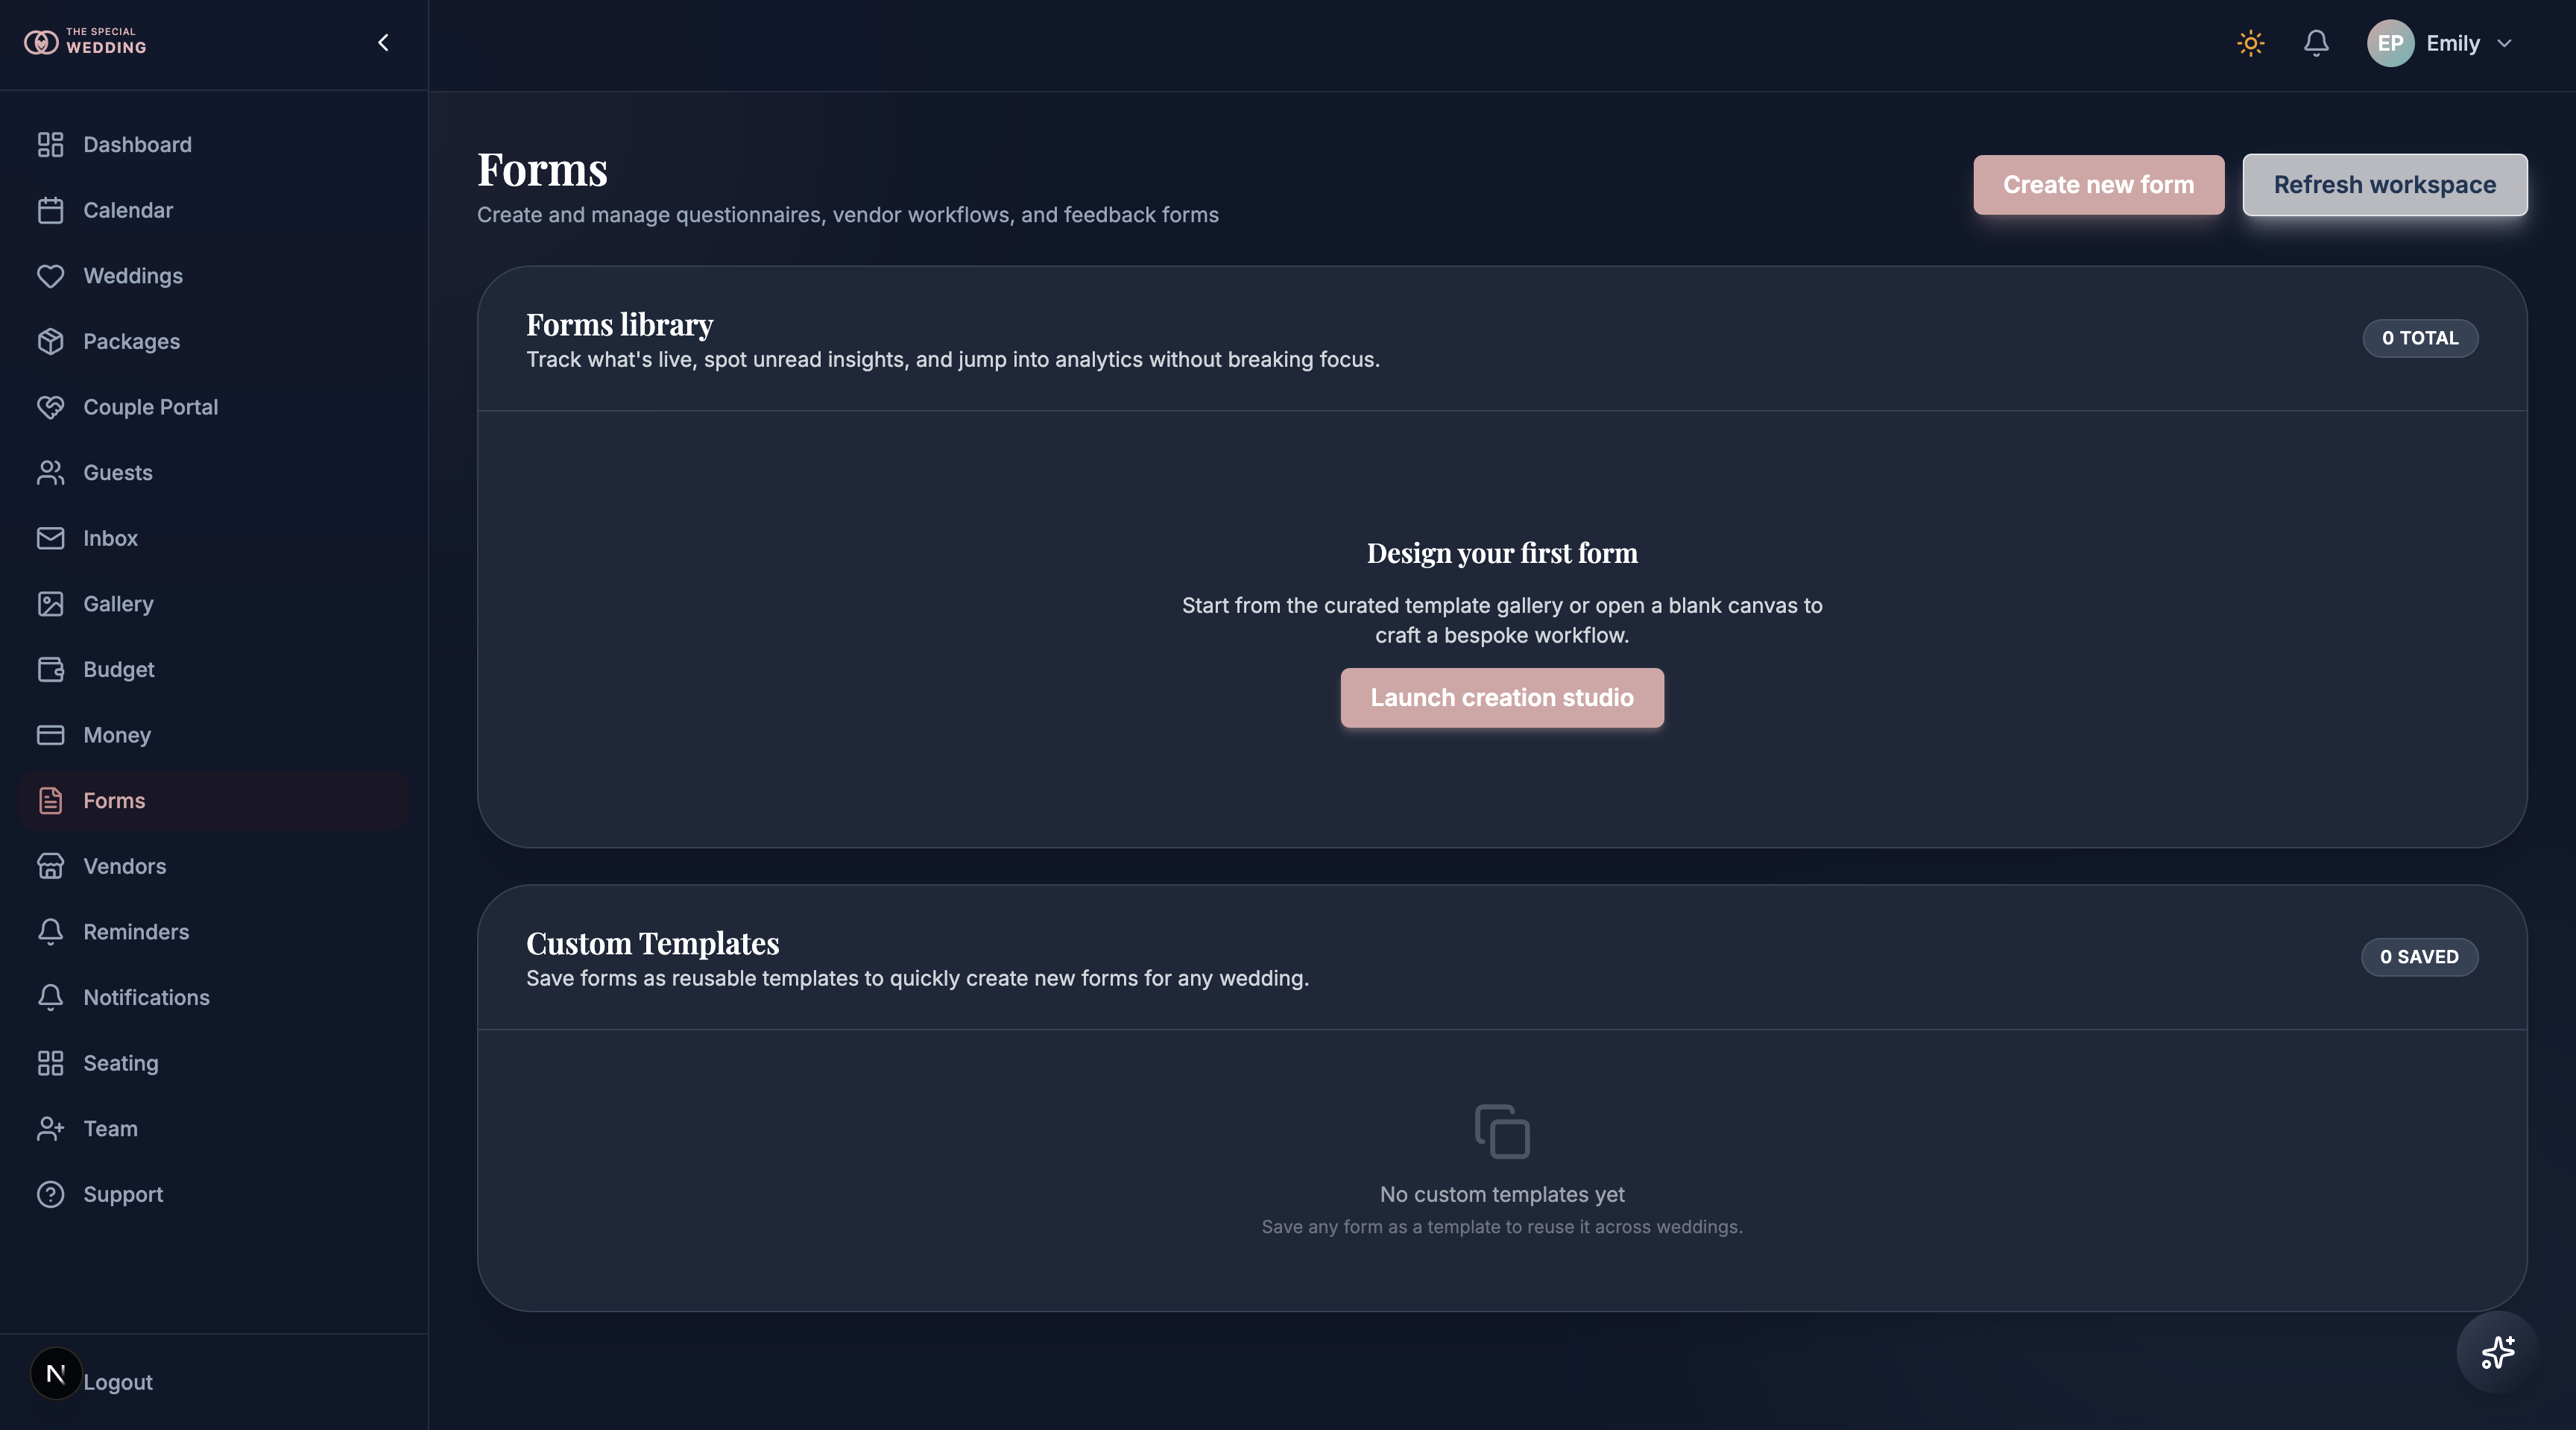 THE SPECIAL
WEDDING
EP Emily
Dashboard
Calendar
Weddings
Packages
Couple Portal
Guests
Inbox
Gallery
Budget
Money
Forms
Vendors
Reminders
Notifications
Seating
Team
Support
N
Logout
Forms
Create and manage questionnaires, vendor workflows, and feedback forms
Create new form
Refresh workspace
Forms library
Track what's live, spot unread insights, and jump into analytics without breaking focus.
0 TOTAL
Design your first form
Start from the curated template gallery or open a blank canvas to
craft a bespoke workflow.
Launch creation studio
Custom Templates
Save forms as reusable templates to quickly create new forms for any wedding.
0 SAVED
No custom templates yet
Save any form as a template to reuse it across weddings.